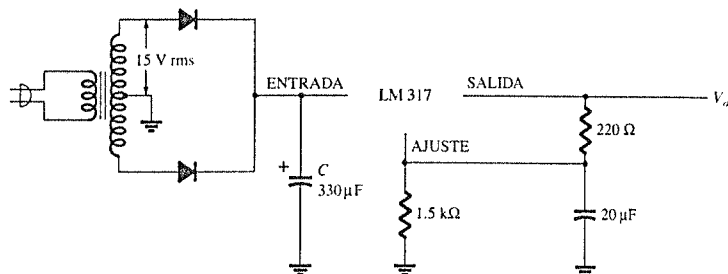 15 V rms
ENTRADA
LM 317
SALIDA
V
AJUSTE
220 Ω
+
C
330 μF
1.5 kΩ
20 μF